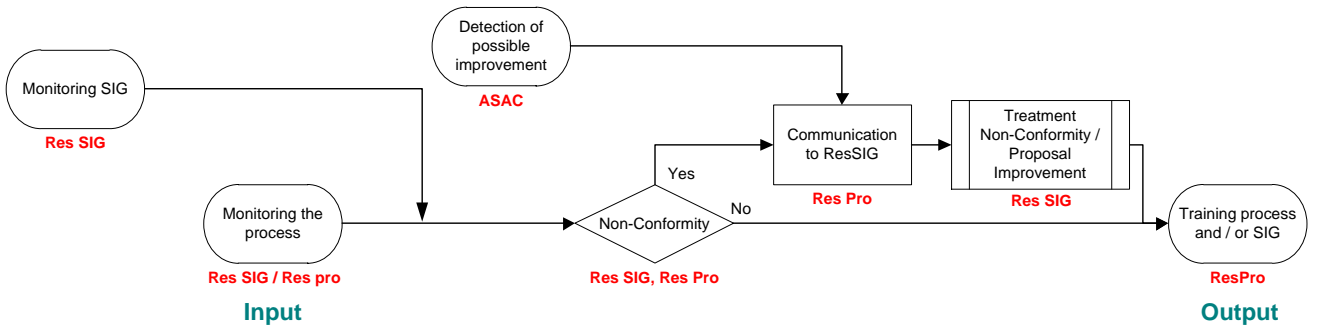 Detection of
possible
improvement
ASAC
Monitoring SIG
Res SIG
Communication
to ResSIG
Res Pro
Treatment
Non-Conformity /
Proposal
Improvement
Res SIG
Yes
No
Monitoring the
process
Res SIG / Res pro
Non-Conformity
Res SIG, Res Pro
Training process
and / or SIG
ResPro
Input
Output